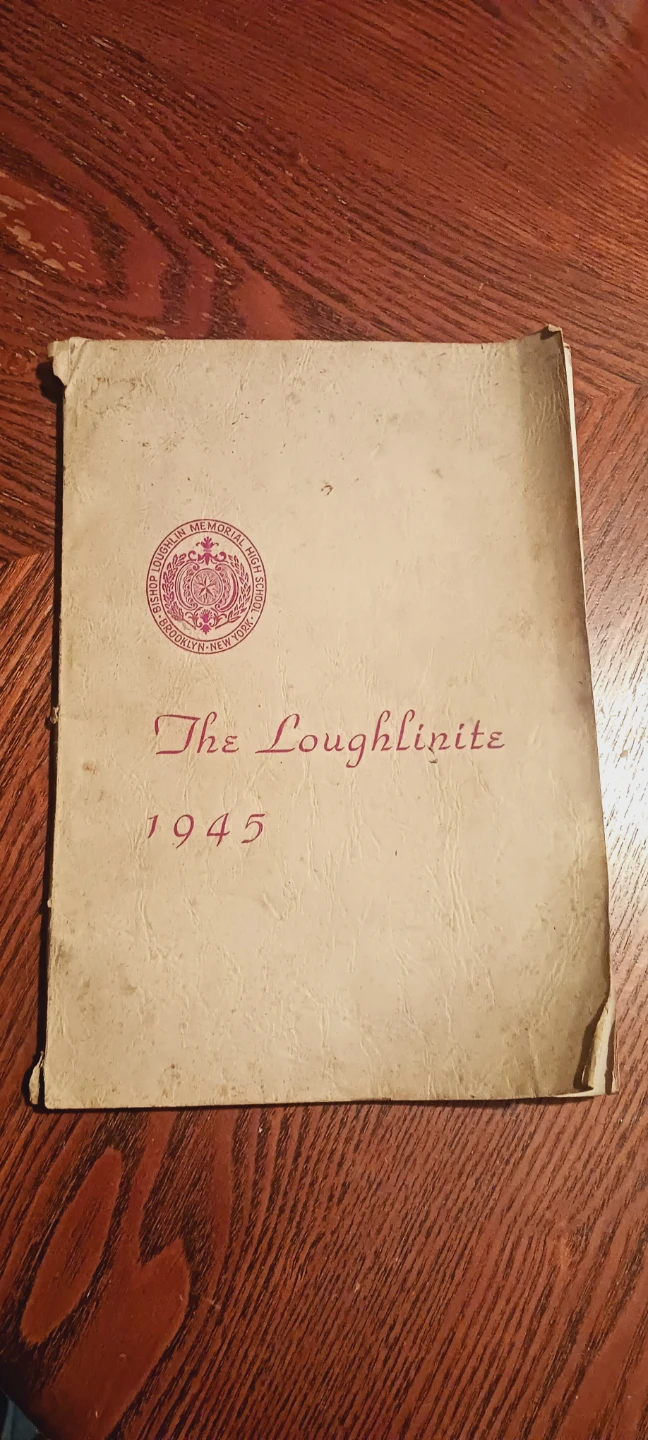 BISHOP LOUGHLIN MEMORIAL HIGH SCHOOL
· BROOKLYN · NEW YORK ·
The Loughlinite
1945